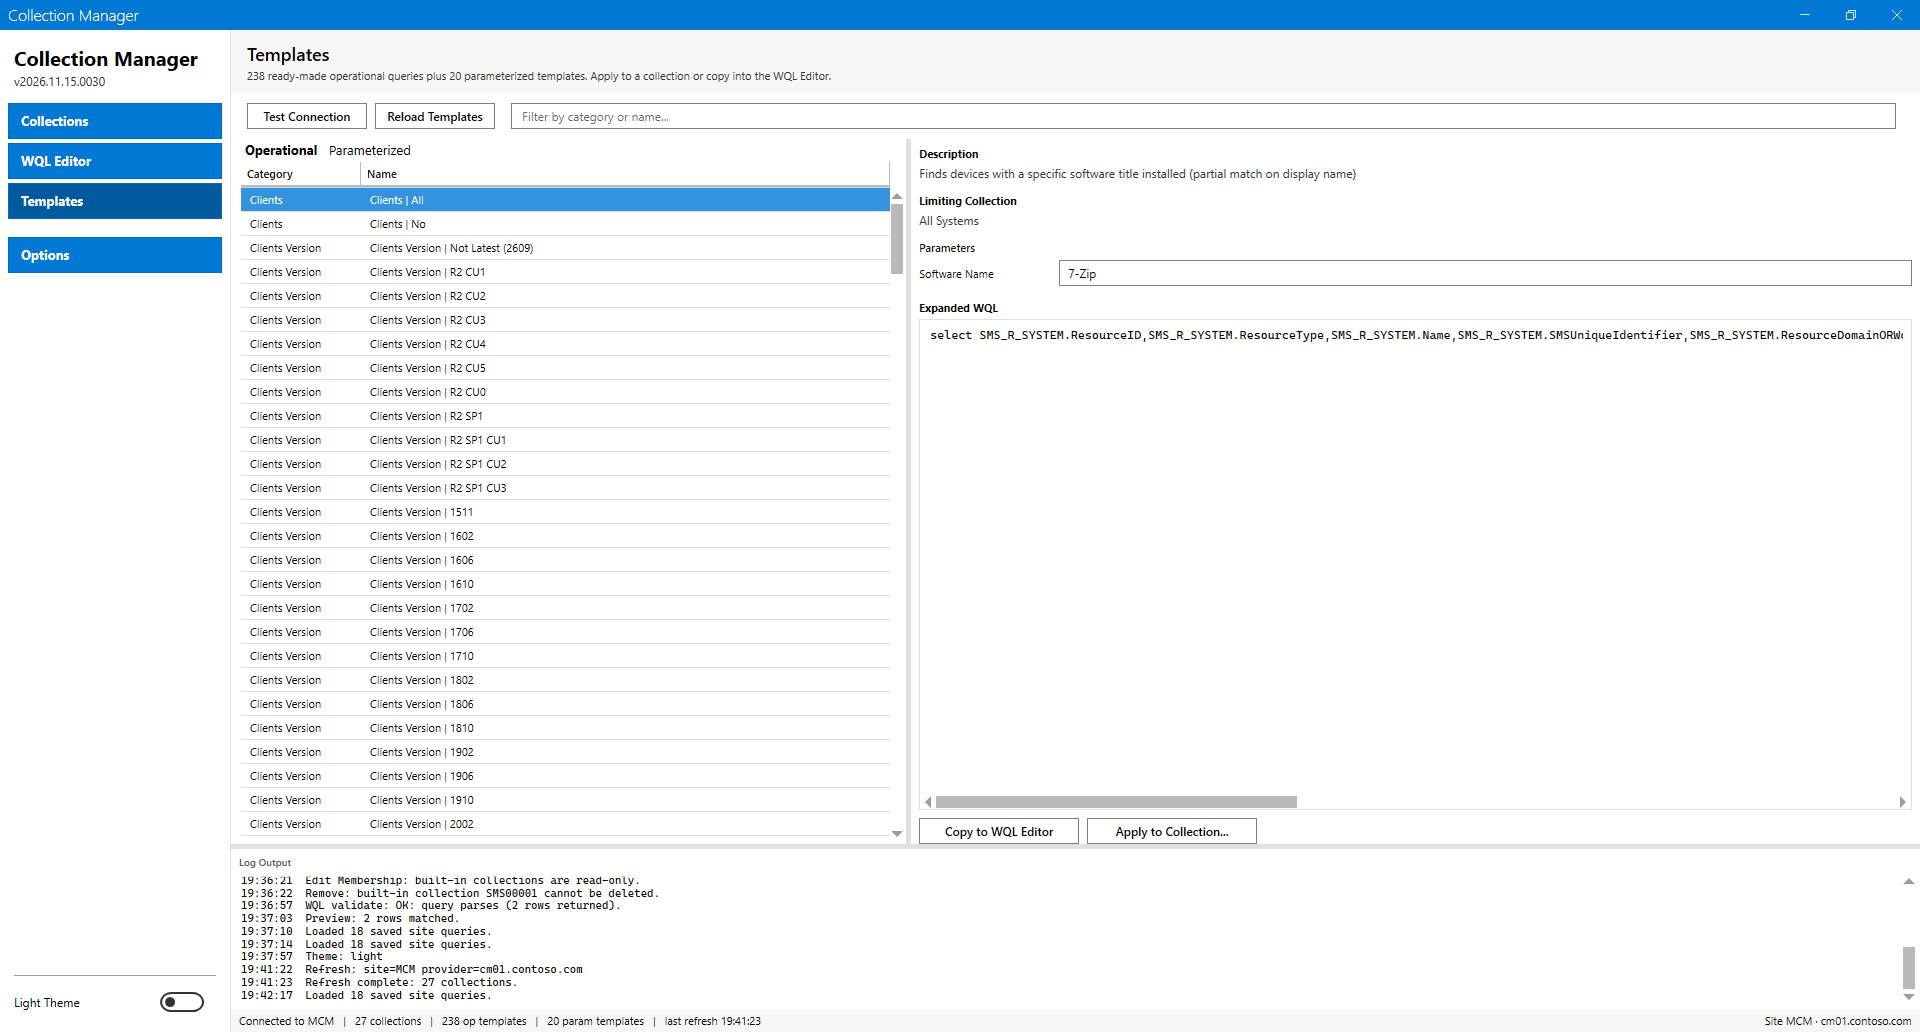 Collection Manager
Collection Manager
v2026.11.15.0030
Collections
WQL Editor
Templates
Options
Light Theme
Templates
238 ready-made operational queries plus 20 parameterized templates. Apply to a collection or copy into the WQL Editor.
Test Connection
Reload Templates
Filter by category or name...
Operational Parameterized
Category Name
Clients Clients | All
Clients Clients | No
Clients Version Clients Version | Not Latest (2609)
Clients Version Clients Version | R2 CU1
Clients Version Clients Version | R2 CU2
Clients Version Clients Version | R2 CU3
Clients Version Clients Version | R2 CU4
Clients Version Clients Version | R2 CU5
Clients Version Clients Version | R2 CU0
Clients Version Clients Version | R2 SP1
Clients Version Clients Version | R2 SP1 CU1
Clients Version Clients Version | R2 SP1 CU2
Clients Version Clients Version | R2 SP1 CU3
Clients Version Clients Version | 1511
Clients Version Clients Version | 1602
Clients Version Clients Version | 1606
Clients Version Clients Version | 1610
Clients Version Clients Version | 1702
Clients Version Clients Version | 1706
Clients Version Clients Version | 1710
Clients Version Clients Version | 1802
Clients Version Clients Version | 1806
Clients Version Clients Version | 1810
Clients Version Clients Version | 1902
Clients Version Clients Version | 1906
Clients Version Clients Version | 1910
Clients Version Clients Version | 2002
Description
Finds devices with a specific software title installed (partial match on display name)
Limiting Collection
All Systems
Parameters
Software Name 7-Zip
Expanded WQL
select SMS_R_SYSTEM.ResourceID,SMS_R_SYSTEM.ResourceType,SMS_R_SYSTEM.Name,SMS_R_SYSTEM.SMSUniqueIdentifier,SMS_R_SYSTEM.ResourceDomainORW
Copy to WQL Editor
Apply to Collection...
Log Output
19:36:21 Edit Membership: built-in collections are read-only.
19:36:22 Remove: built-in collection SMS00001 cannot be deleted.
19:36:57 WQL validate: OK: query parses (2 rows returned).
19:37:03 Preview: 2 rows matched.
19:37:10 Loaded 18 saved site queries.
19:37:14 Loaded 18 saved site queries.
19:37:57 Theme: light
19:41:22 Refresh: site=MCM provider=cm01.contoso.com
19:41:23 Refresh complete: 27 collections.
19:42:17 Loaded 18 saved site queries.
Connected to MCM | 27 collections | 238 op templates | 20 param templates | last refresh 19:41:23
Site MCM · cm01.contoso.com